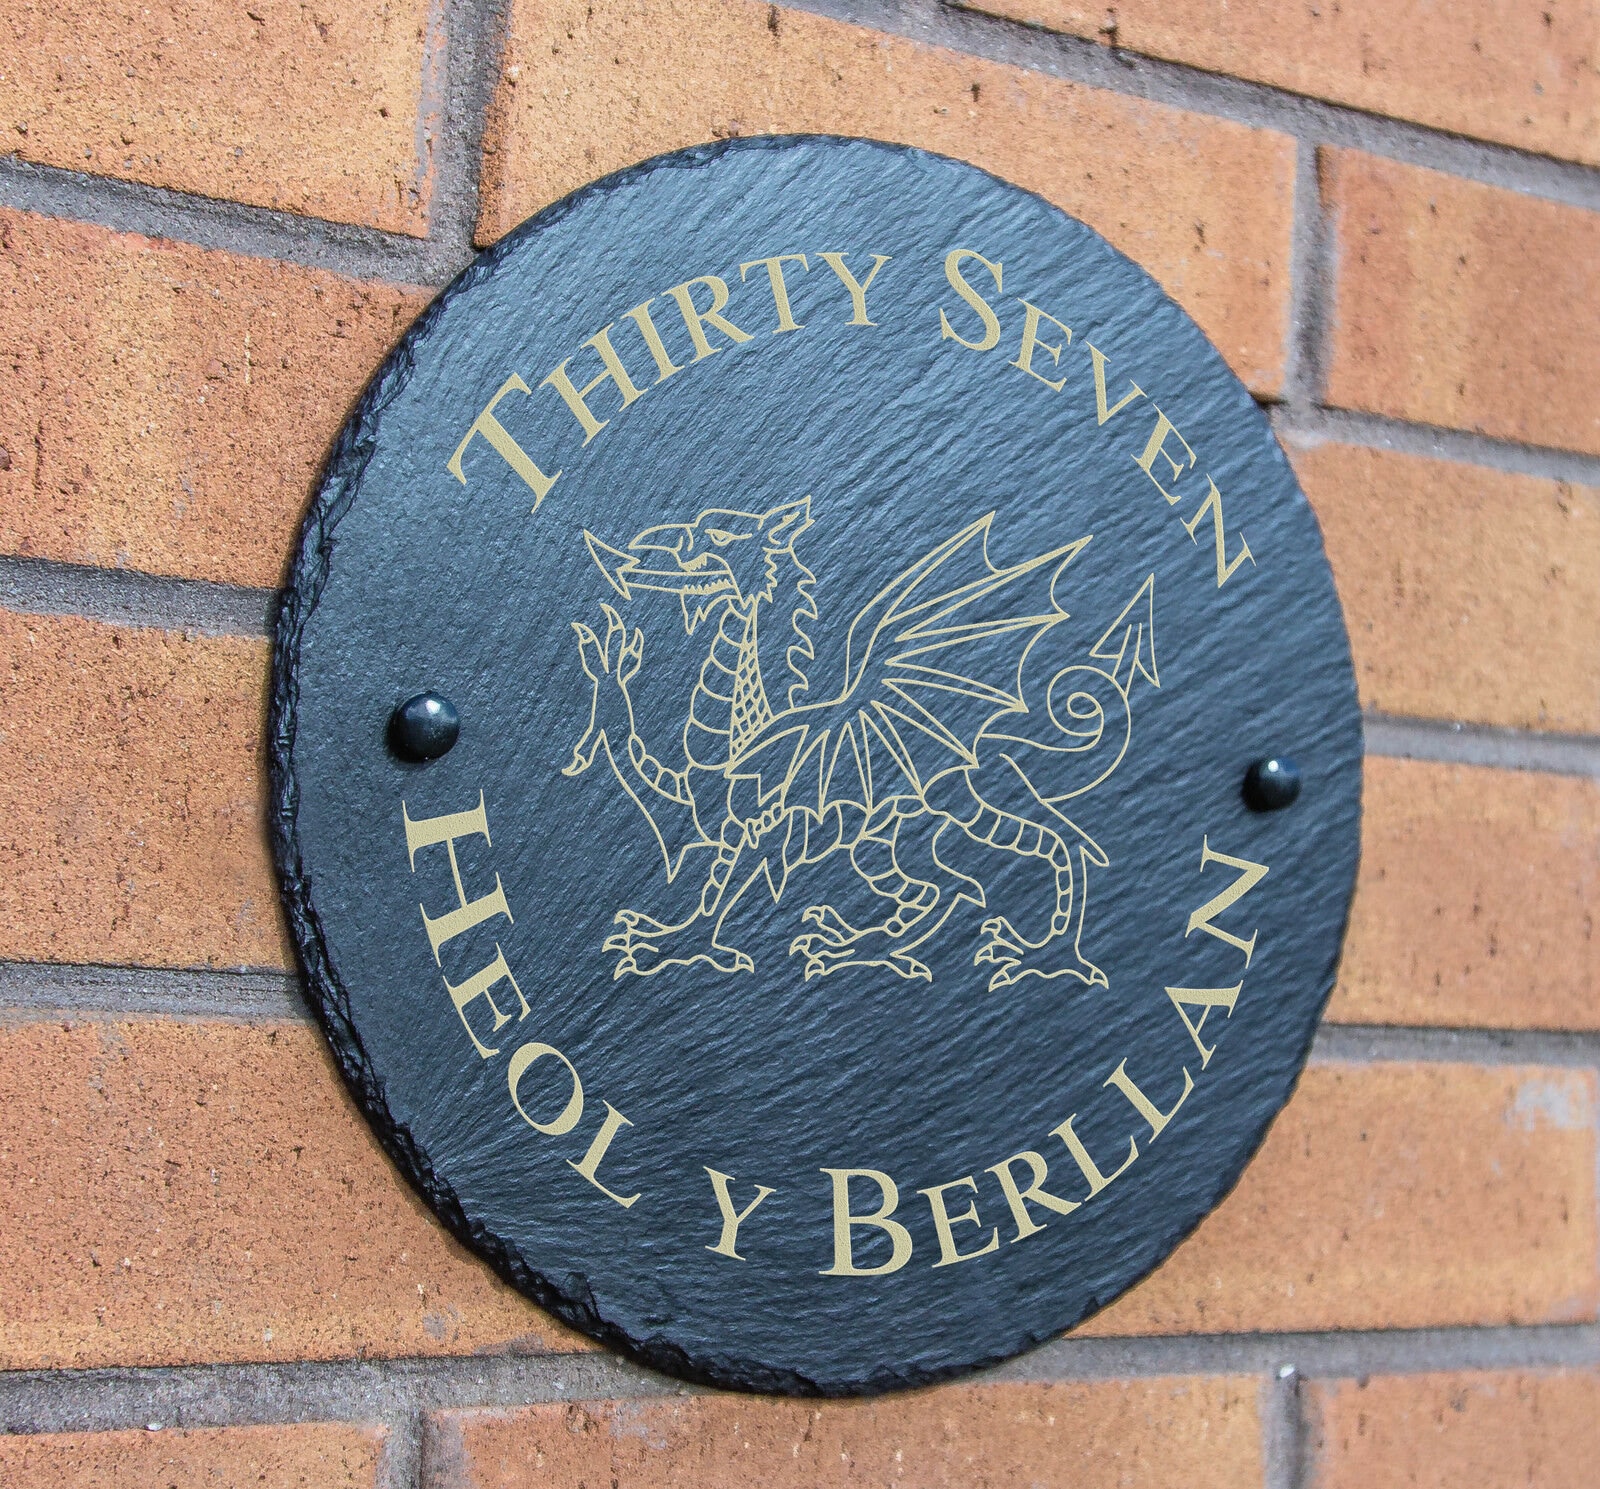 Thirty Seven
Heol y Berllan